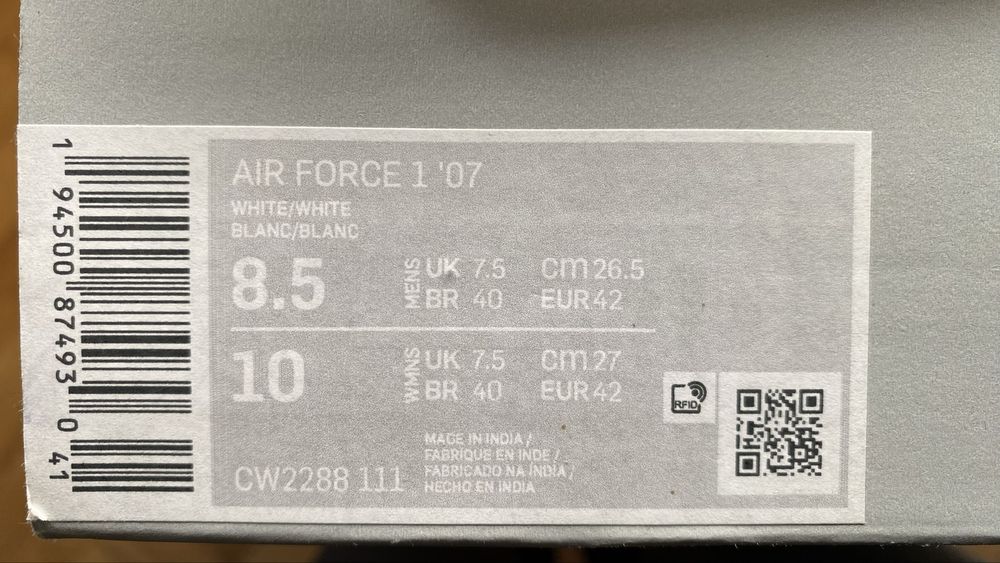 AIR FORCE 1 '07
WHITE/WHITE
BLANC/BLANC
8.5 MENS UK 7.5 cm 26.5
BR 40 EUR 42
10 WMNS UK 7.5 cm 27
BR 40 EUR 42
RFID
MADE IN INDIA /
FABRIQUE EN INDE /
FABRICADO NA ÍNDIA /
HECHO EN INDIA
CW2288 111
1 94500 87493 0 41